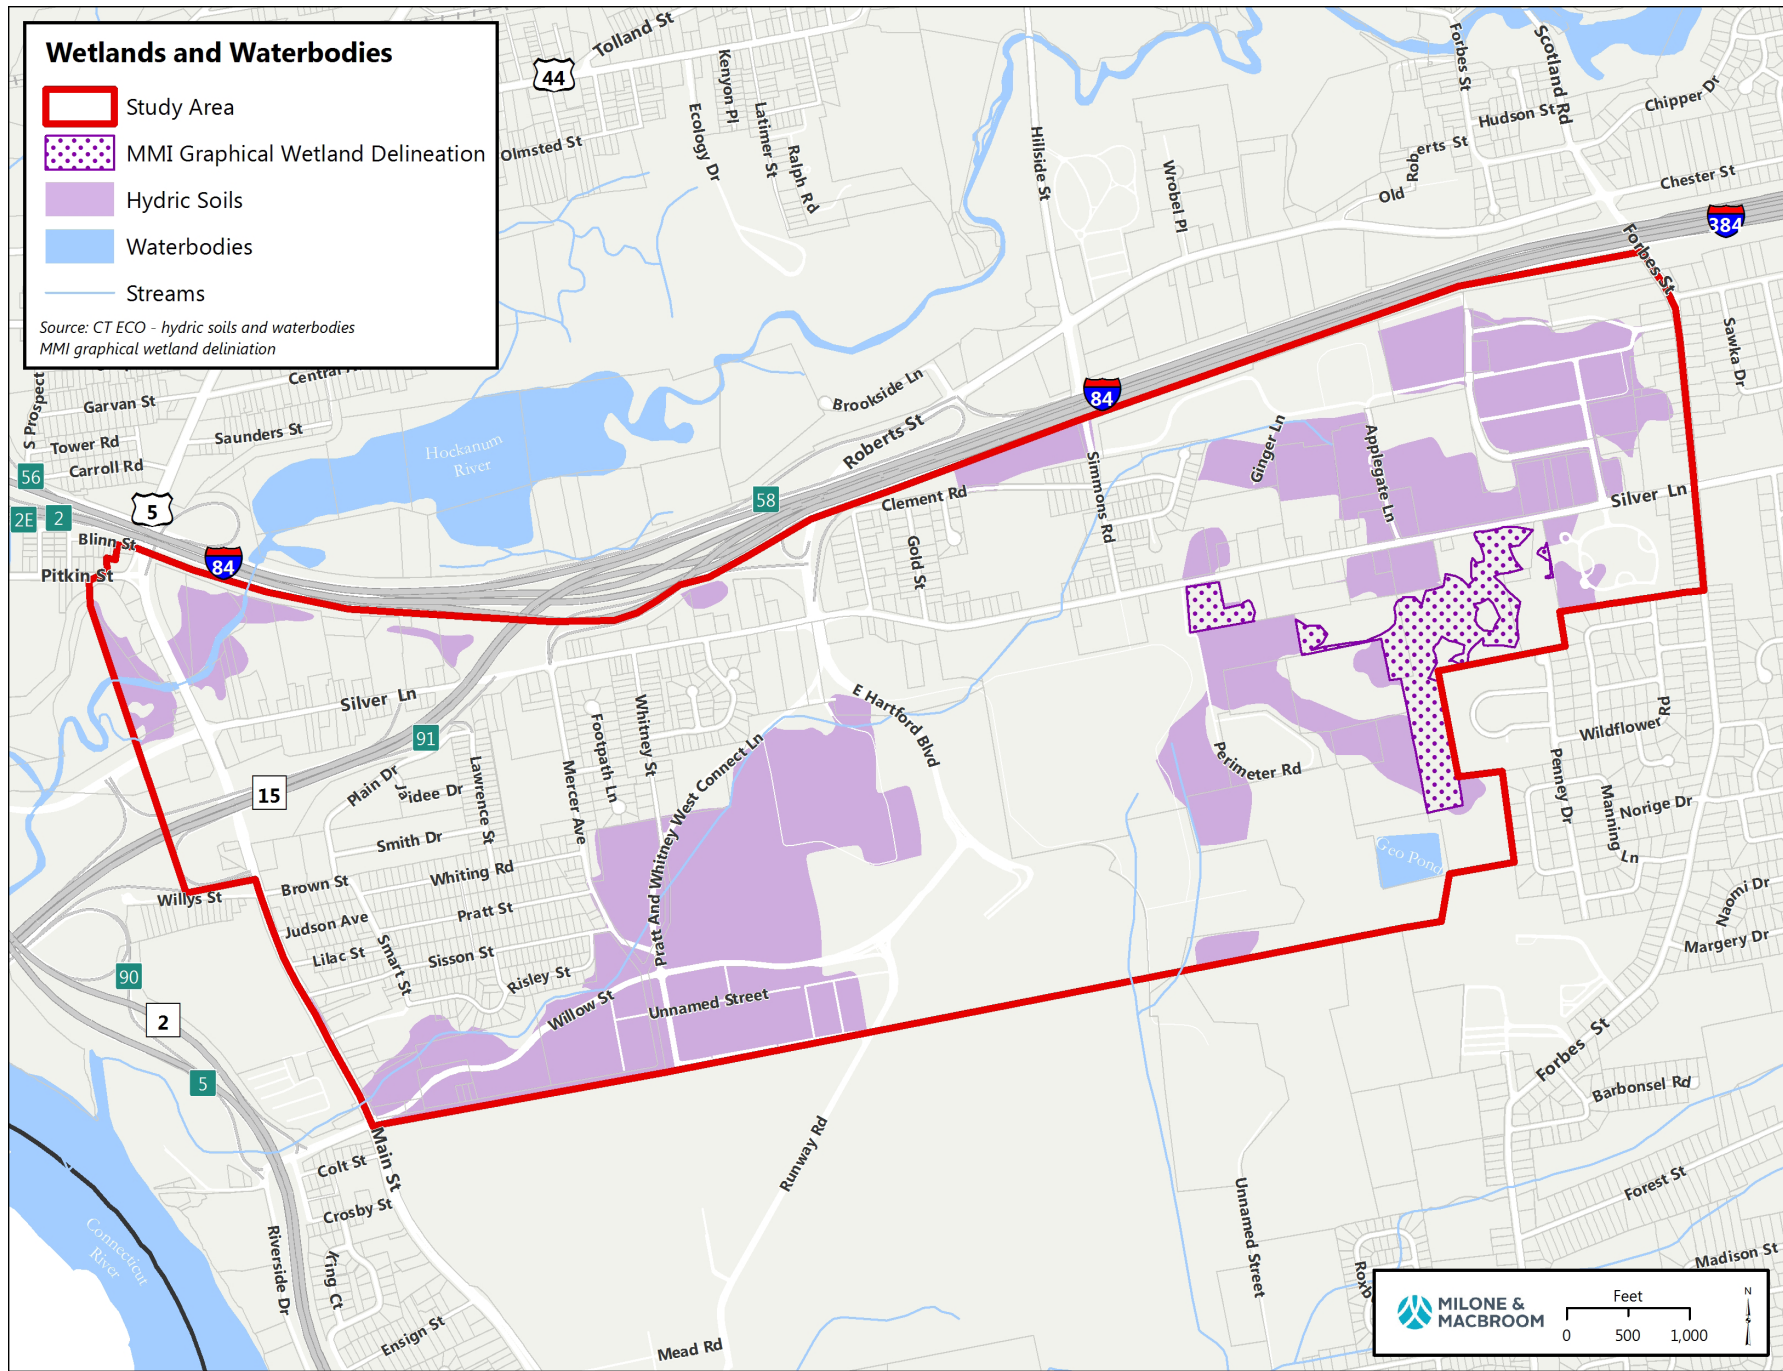 Wetlands and Waterbodies
Study Area
MMI Graphical Wetland Delineation
Hydric Soils
Waterbodies
Streams
Source: CT ECO - hydric soils and waterbodies
MMI graphical wetland deliniation
Tolland St
44
Kenyon Pl
Ecology Dr
Latimer St
Ralph Rd
Olmsted St
Hillside St
Wrobel Pl
Forbes St
Scotland Rd
Hudson St
Chipper Dr
Old Roberts St
Chester St
384
Forbes St
Sawka Dr
S Prospect
Central
Garvan St
Saunders St
Tower Rd
Carroll Rd
56
2E
2
5
Blinn St
Pitkin St
84
Hockanum
River
58
Brookside Ln
Roberts St
84
Clement Rd
Gold St
Simmons Rd
Ginger Ln
Applegate Ln
Silver Ln
Silver Ln
91
15
Plain Dr
Jaidee Dr
Lawrence St
Smith Dr
Whiting Rd
Brown St
Willys St
Judson Ave
Pratt St
Lilac St
Smart St
Sisson St
Risley St
Mercer Ave
Footpath Ln
Whitney St
Pratt And Whitney West Connect Ln
E Hartford Blvd
Willow St
Unnamed Street
Perimeter Rd
Geo Pond
Wildflower Rd
Penney Dr
Manning Ln
Norige Dr
Naomi Dr
Margery Dr
90
2
5
Forbes St
Barbonsel Rd
Forest St
Madison St
Roxb
Unnamed Street
Runway Rd
Main St
Colt St
Crosby St
King Ct
Riverside Dr
Ensign St
Mead Rd
Connecticut
River
MILONE &
MACBROOM
Feet
0 500 1,000
N